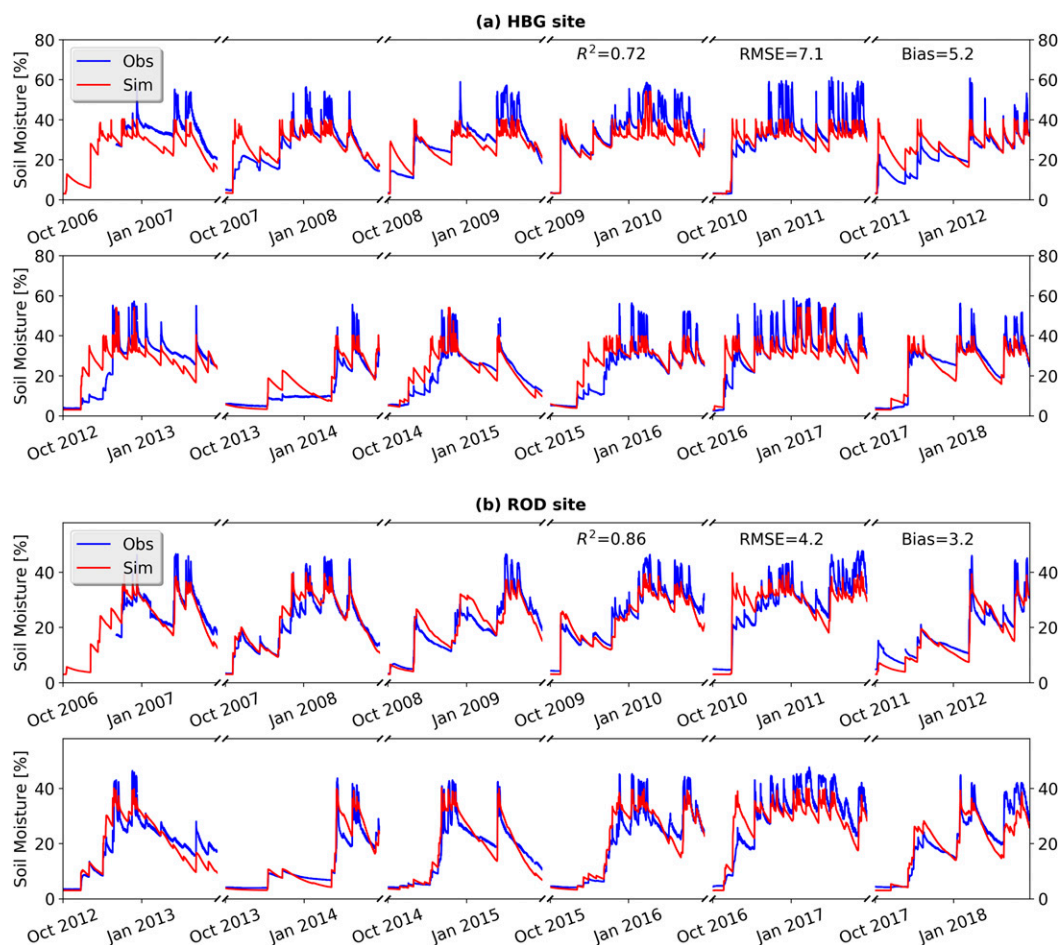 (a) HBG site
80 80
Obs R²=0.72 RMSE=7.1 Bias=5.2
Sim
60 60
40 40
20 20
0 0
Soil Moisture [%]
Oct 2006 Jan 2007 Oct 2007 Jan 2008 Oct 2008 Jan 2009 Oct 2009 Jan 2010 Oct 2010 Jan 2011 Oct 2011 Jan 2012
80 80
60 60
40 40
20 20
0 0
Soil Moisture [%]
Oct 2012 Jan 2013 Oct 2013 Jan 2014 Oct 2014 Jan 2015 Oct 2015 Jan 2016 Oct 2016 Jan 2017 Oct 2017 Jan 2018
(b) ROD site
Obs R²=0.86 RMSE=4.2 Bias=3.2
Sim
40 40
20 20
0 0
Soil Moisture [%]
Oct 2006 Jan 2007 Oct 2007 Jan 2008 Oct 2008 Jan 2009 Oct 2009 Jan 2010 Oct 2010 Jan 2011 Oct 2011 Jan 2012
40 40
20 20
0 0
Soil Moisture [%]
Oct 2012 Jan 2013 Oct 2013 Jan 2014 Oct 2014 Jan 2015 Oct 2015 Jan 2016 Oct 2016 Jan 2017 Oct 2017 Jan 2018